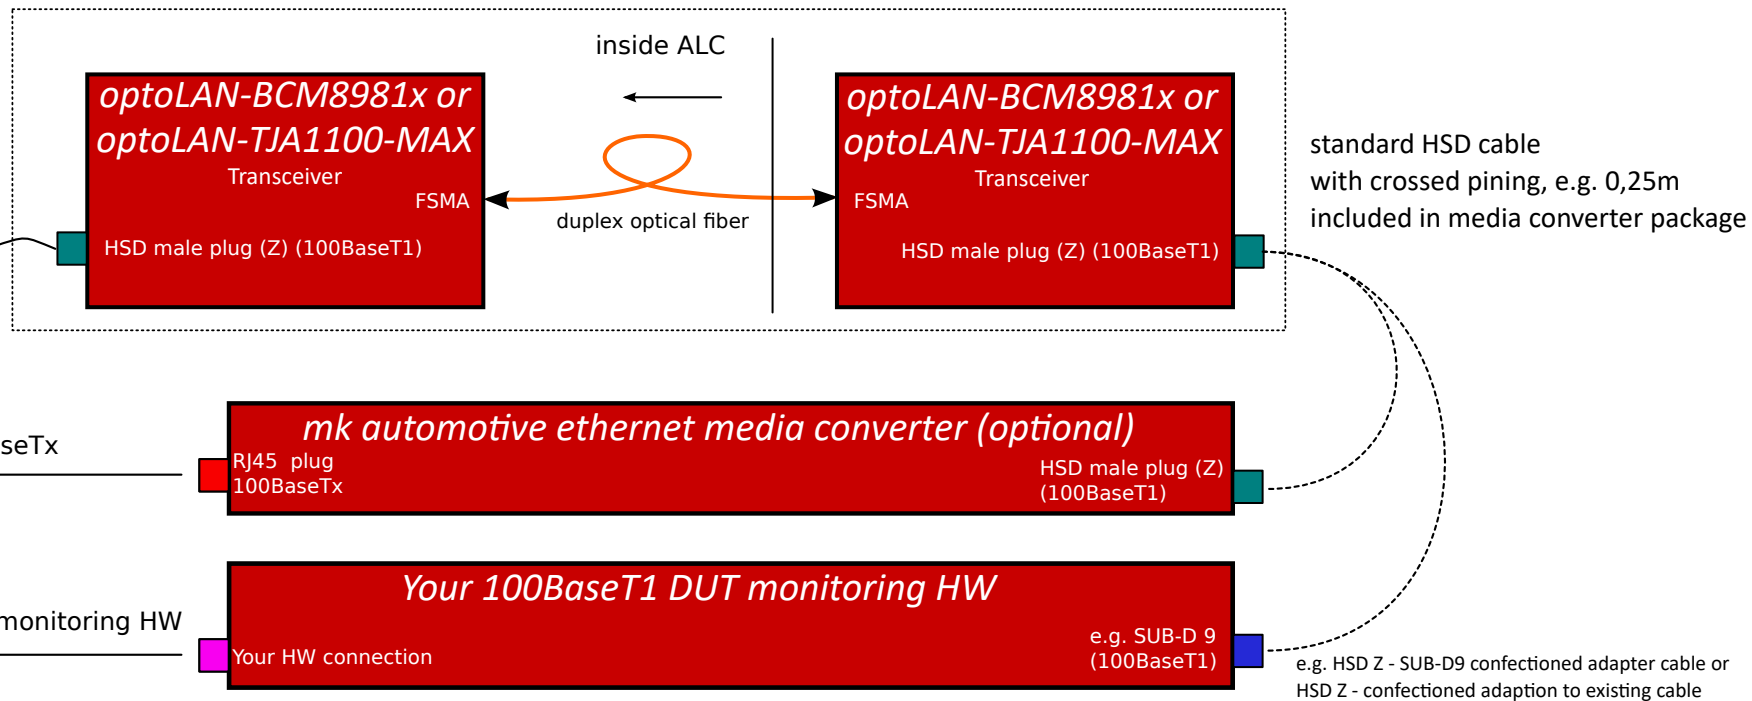 inside ALC
optoLAN-BCM8981x or
optoLAN-TJA1100-MAX
Transceiver
FSMA
HSD male plug (Z) (100BaseT1)
duplex optical fiber
optoLAN-BCM8981x or
optoLAN-TJA1100-MAX
Transceiver
FSMA
HSD male plug (Z) (100BaseT1)
standard HSD cable
with crossed pining, e.g. 0,25m
included in media converter package
seTx
mk automotive ethernet media converter (optional)
RJ45 plug
100BaseTx
HSD male plug (Z)
(100BaseT1)
monitoring HW
Your 100BaseT1 DUT monitoring HW
Your HW connection
e.g. SUB-D 9
(100BaseT1)
e.g. HSD Z - SUB-D9 confectioned adapter cable or
HSD Z - confectioned adaption to existing cable